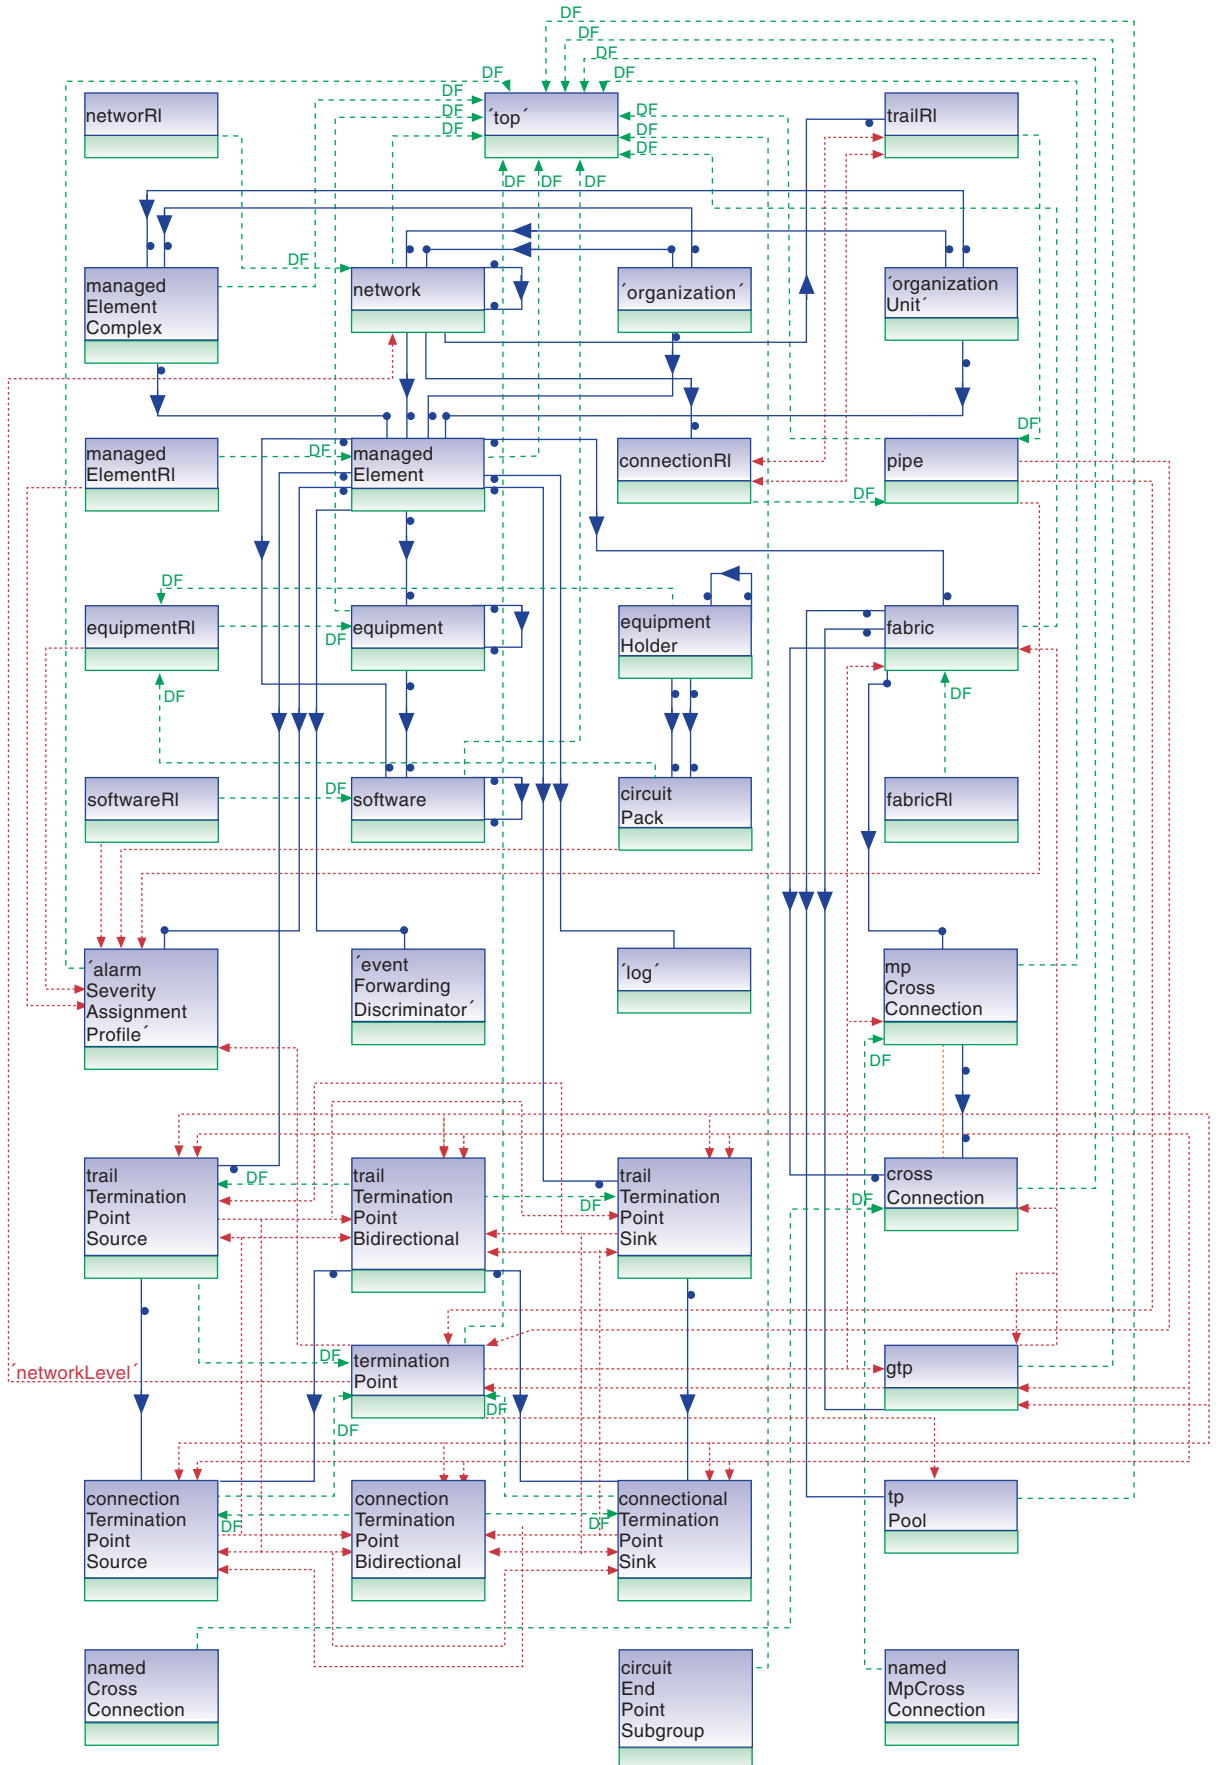 DF
DF
DF
DF
DF
DF
DF
DF
DF
DF
DF
networRl
´top´
trailRl
DF
DF
DF
DF
managed
Element
Complex
network
´organization´
´organization
Unit´
DF
managed
ElementRl
DF
managed
Element
connectionRl
pipe
DF
DF
equipmentRl
DF
equipment
equipment
Holder
fabric
DF
DF
softwareRl
DF
software
circuit
Pack
fabricRl
´alarm
Severity
Assignment
Profile´
´event
Forwarding
Discriminator´
´log´
mp
Cross
Connection
DF
trail
Termination
Point
Source
DF
trail
Termination
Point
Bidirectional
DF
trail
Termination
Point
Sink
DF
cross
Connection
´networkLevel´
DF
termination
Point
DF
gtp
DF
connection
Termination
Point
Source
DF
connection
Termination
Point
Bidirectional
DF
connectional
Termination
Point
Sink
tp
Pool
named
Cross
Connection
circuit
End
Point
Subgroup
named
MpCross
Connection